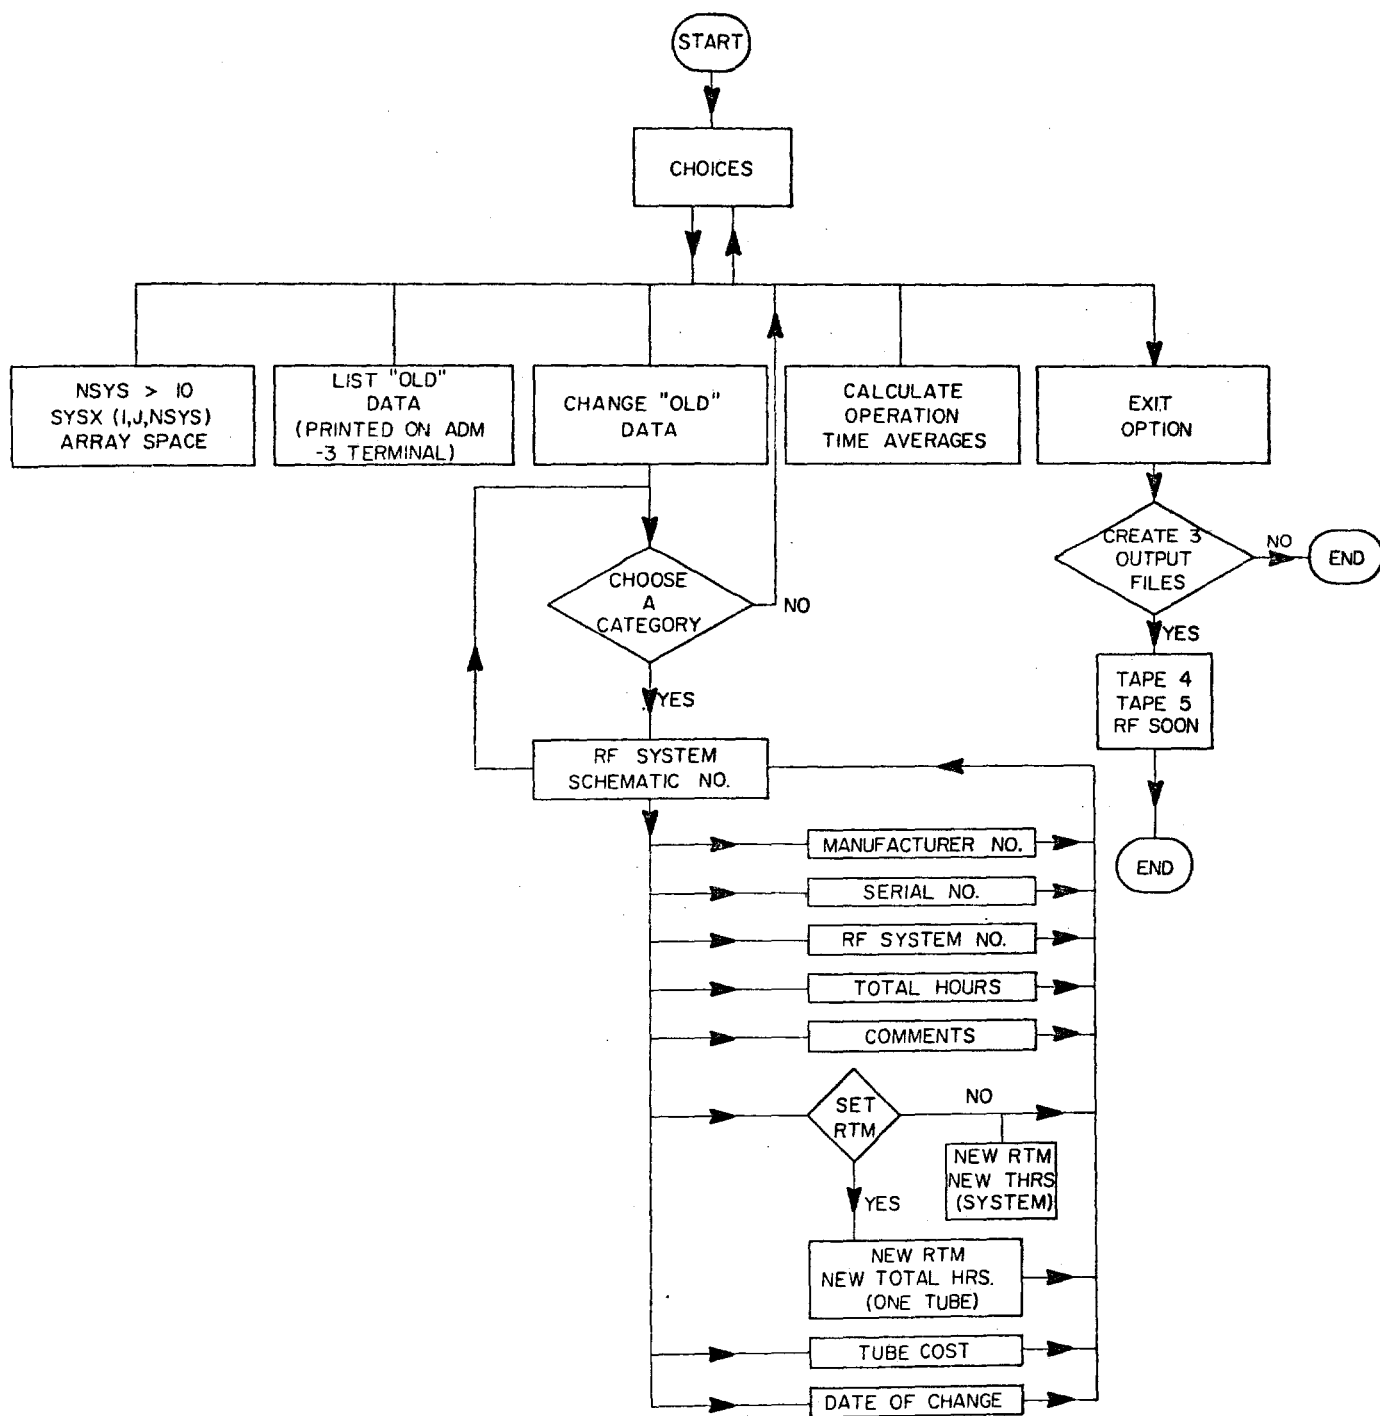 START
CHOICES
NSYS > 10
SYSX (I,J,NSYS)
ARRAY SPACE
LIST "OLD"
DATA
(PRINTED ON ADM
-3 TERMINAL)
CHANGE "OLD"
DATA
CALCULATE
OPERATION
TIME AVERAGES
EXIT
OPTION
CHOOSE
A
CATEGORY
NO
YES
CREATE 3
OUTPUT
FILES
NO
END
YES
TAPE 4
TAPE 5
RF SOON
END
RF SYSTEM
SCHEMATIC NO.
MANUFACTURER NO.
SERIAL NO.
RF SYSTEM NO.
TOTAL HOURS
COMMENTS
SET
RTM
NO
NEW RTM
NEW THRS
(SYSTEM)
YES
NEW RTM
NEW TOTAL HRS.
(ONE TUBE)
TUBE COST
DATE OF CHANGE